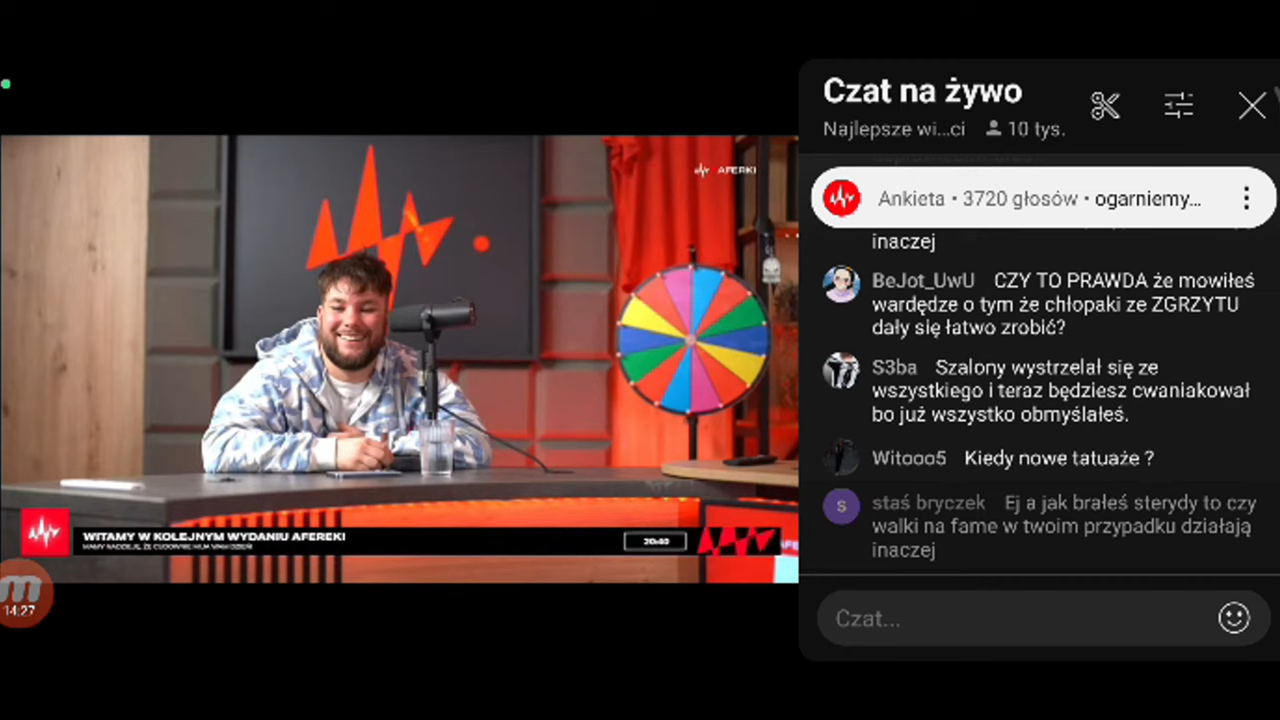 Czat na żywo
Najlepsze wi...ci 10 tys.
Ankieta • 3720 głosów • ogarniemy...
inaczej
BeJot_UwU CZY TO PRAWDA że mowiłeś
wardędze o tym że chłopaki ze ZGRZYTU
dały się łatwo zrobić?
S3ba Szalony wystrzelał się ze
wszystkiego i teraz będziesz cwaniakował
bo już wszystko obmyślałeś.
Witooo5 Kiedy nowe tatuaże ?
S staś bryczek Ej a jak brałeś sterydy to czy
walki na fame w twoim przypadku działają
inaczej
Czat...
AFERKI
WITAMY W KOLEJNYM WYDANIU AFEREKI
20:40
14:27